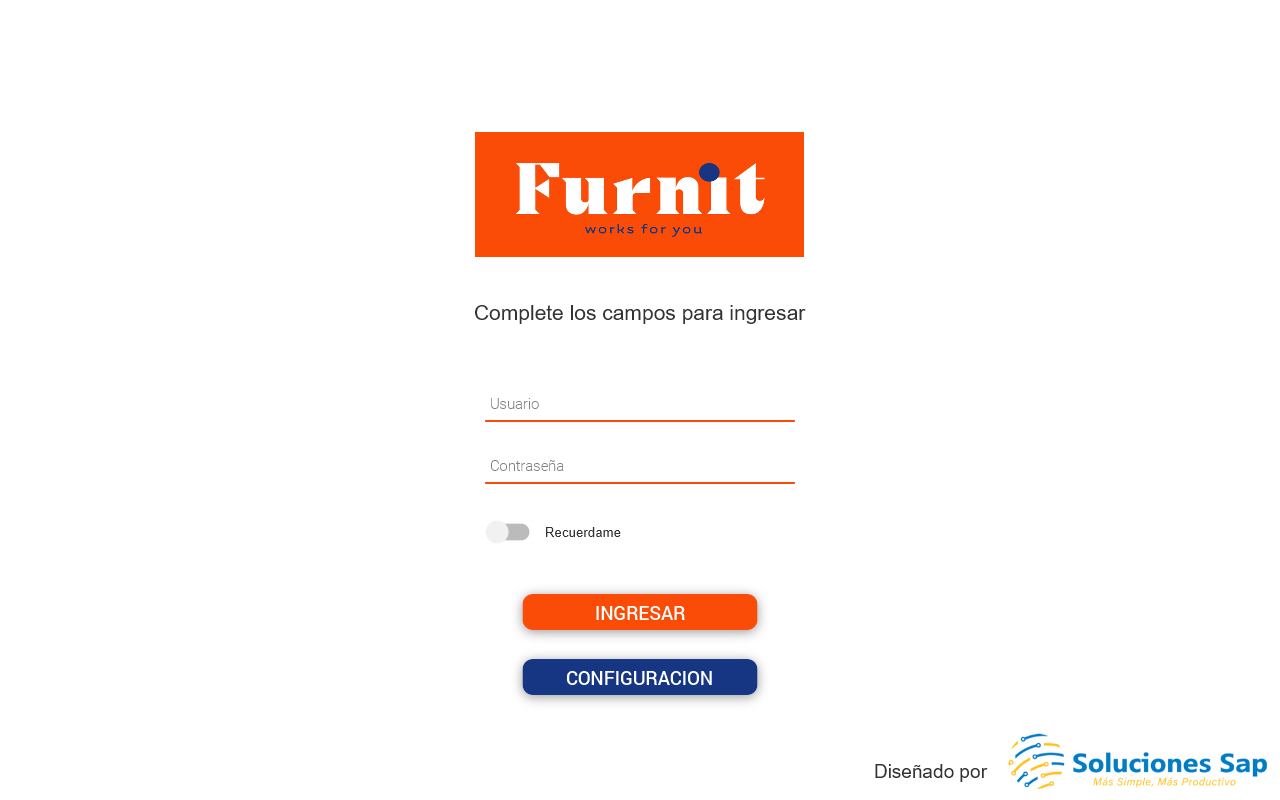 Furnit
works for you
Complete los campos para ingresar
Usuario
Contraseña
Recuerdame
INGRESAR
CONFIGURACION
Diseñado por
Soluciones Sap
Más Simple, Más Productivo